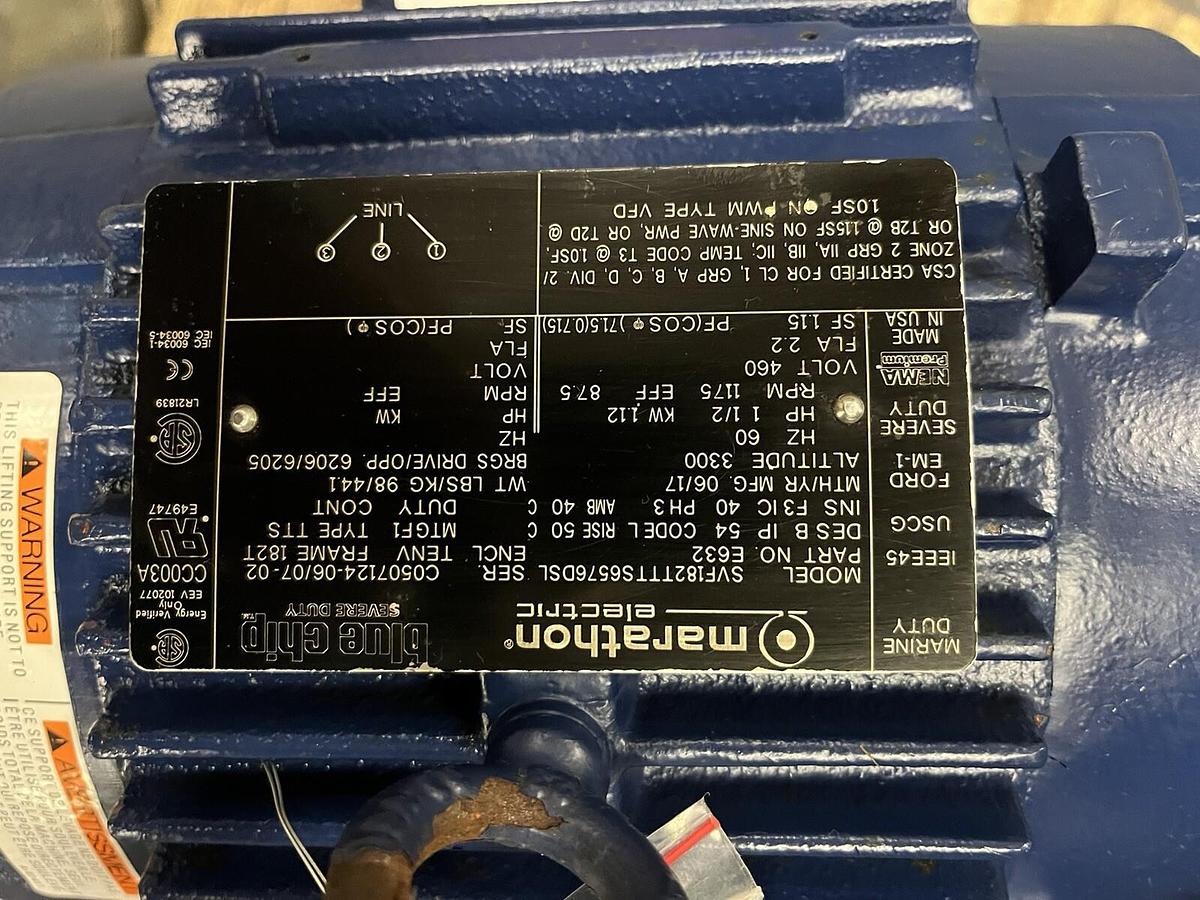 MARINE
DUTY
IEEE45
USCG
FORD
EM-1
SEVERE
DUTY
NEMA
Premium
MADE
IN USA
marathon®
electric
blue chip™
SEVERE DUTY
MODEL SVF182TTTS6576DSL SER. C0507124-06/07-02
PART NO. E632 ENCL TENV FRAME 182T
DES B IP 54 CODE L RISE 50 C MTGF1 TYPE TTS
INS F3 IC 40 PH 3 AMB 40 C DUTY CONT
MTH/YR MFG. 06/17 WT LBS/KG 98/44.1
ALTITUDE 3300 BRGS DRIVE/OPP. 6206/6205
HZ 60 HZ
HP 1 1/2 KW 1.12 HP KW
RPM 1175 EFF 87.5 RPM EFF
VOLT 460 VOLT
FLA 2.2 FLA
SF 1.15 PF(COS φ) 71.5(0.715) SF PF(COS φ)
CSA CERTIFIED FOR CL 1, GRP A, B, C, D, DIV. 2/
ZONE 2 GRP IIA, IIB, IIC; TEMP CODE T3 @ 1.0SF,
OR T2B @ 1.15SF ON SINE-WAVE PWR, OR T2D @
1.0SF ON PWM TYPE VFD
1 2 3
LINE
Energy Verified
Only
EEV 102077
CC003A
E49747
LR21839
CE
IEC 60034-1
IEC 60034-5
WARNING
THIS LIFTING SUPPORT IS NOT TO
AVERTISSEMEN
CE SUPPO
ÊTRE UTILISE